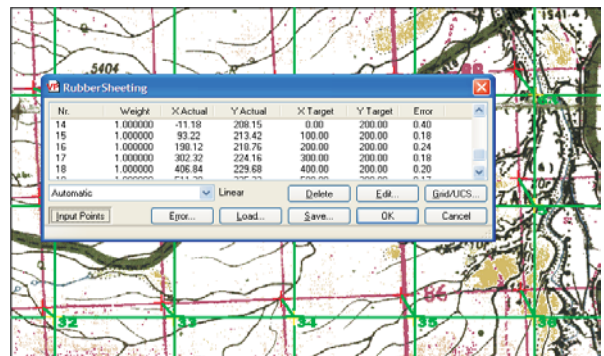 1541.4
5404
88
RubberSheeting
Nr. Weight X Actual Y Actual X Target Y Target Error
14 1.000000 -11.18 208.15 0.00 200.00 0.40
15 1.000000 93.22 213.42 100.00 200.00 0.18
16 1.000000 198.12 218.76 200.00 200.00 0.24
17 1.000000 302.32 224.16 300.00 200.00 0.18
18 1.000000 406.84 229.68 400.00 200.00 0.20
Automatic Linear Delete Edit... Grid/UCS...
Input Points Error... Load... Save... OK Cancel
86
32 33 34 35 36